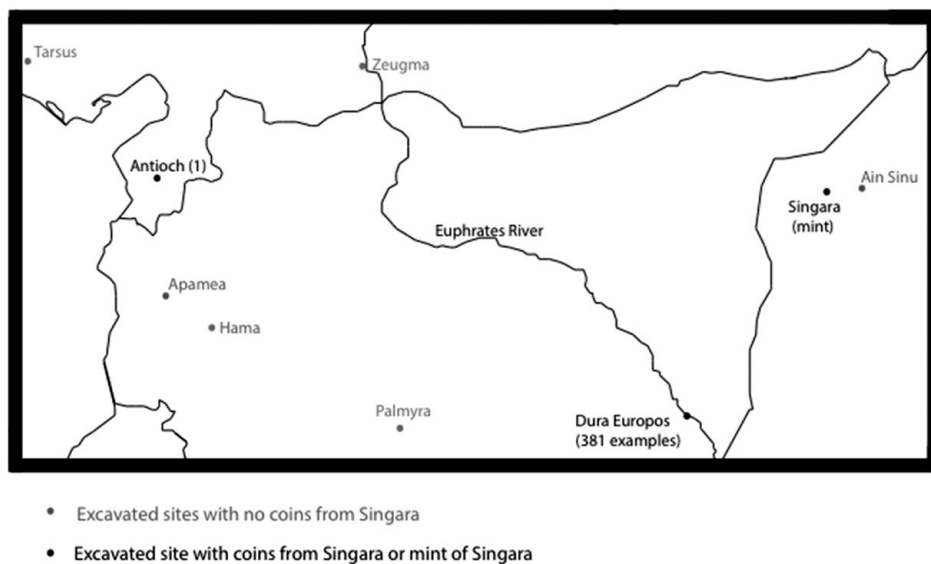 Tarsus
Zeugma
Antioch (1)
Ain Sinu
Singara
(mint)
Euphrates River
Apamea
Hama
Palmyra
Dura Europos
(381 examples)
Excavated sites with no coins from Singara
Excavated site with coins from Singara or mint of Singara